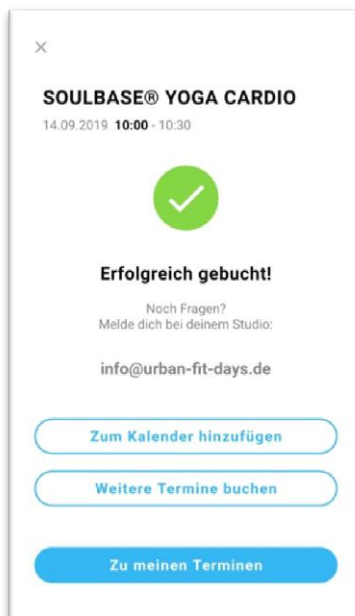 SOULBASE® YOGA CARDIO
14.09.2019 10:00 - 10:30
Erfolgreich gebucht!
Noch Fragen?
Melde dich bei deinem Studio:
info@urban-fit-days.de
Zum Kalender hinzufügen
Weitere Termine buchen
Zu meinen Terminen